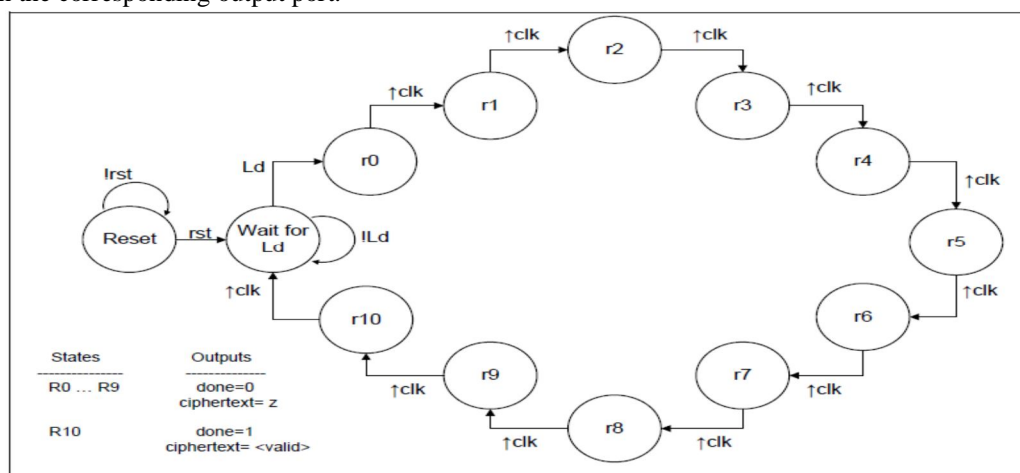 n the corresponding output port.
↑clk
r2
↑clk
r1
r3
↑clk
↑clk
r0
r4
Ld
↑clk
!rst
Reset
rst
Wait for
Ld
!Ld
r5
↑clk
↑clk
r10
r6
States
Outputs
R0 ... R9
done=0
ciphertext= z
R10
done=1
ciphertext= <valid>
r9
↑clk
r7
↑clk
r8
↑clk
↑clk